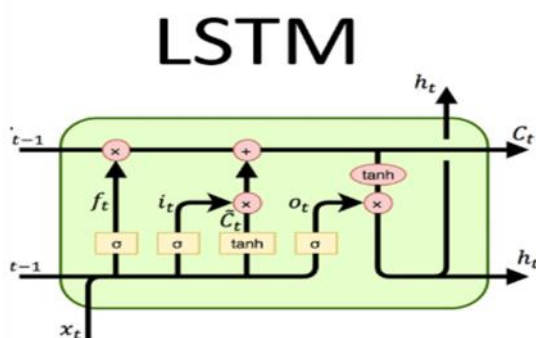 LSTM
h_t
t-1 × + C_t
tanh
f_t i_t × o_t ×
C̃_t
σ σ tanh σ
t-1 h_t
x_t